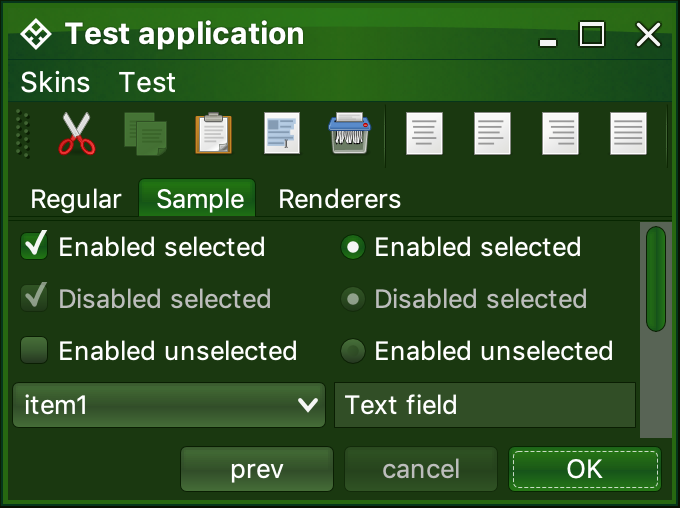 Test application
Skins Test
Regular Sample Renderers
Enabled selected Enabled selected
Disabled selected Disabled selected
Enabled unselected Enabled unselected
item1 Text field
prev cancel OK